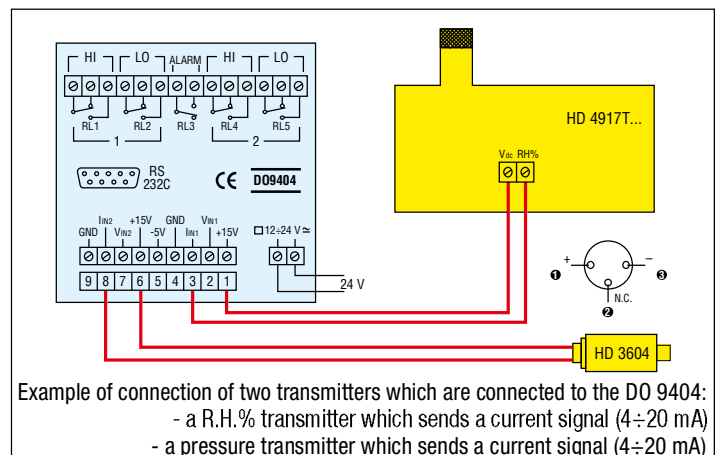 HI LO ALARM HI LO
RL1 RL2 RL3 RL4 RL5
1 2
HD 4917T...
Vdc RH%
RS
232C
CE DO9404
IIN2 +15V GND VIN1
GND VIN2 -5V IIN1 +15V
12÷24 V ≃
9 8 7 6 5 4 3 2 1
24 V
+ −
❶ ❸
N.C.
❷
HD 3604
Example of connection of two transmitters which are connected to the DO 9404:
- a R.H.% transmitter which sends a current signal (4÷20 mA)
- a pressure transmitter which sends a current signal (4÷20 mA)